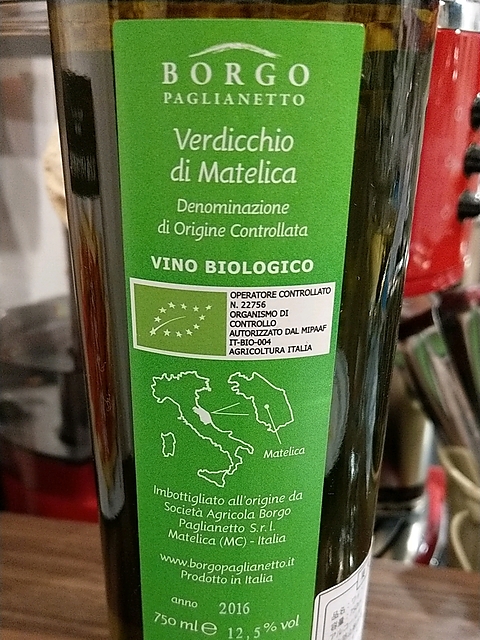 BORGO
PAGLIANETTO
Verdicchio
di Matelica
Denominazione
di Origine Controllata
VINO BIOLOGICO
OPERATORE CONTROLLATO
N. 22756
ORGANISMO DI
CONTROLLO
AUTORIZZATO DAL MIPAAF
IT-BIO-004
AGRICOLTURA ITALIA
Matelica
Imbottigliato all'origine da
Società Agricola Borgo
Paglianetto S.r.l.
Matelica (MC) - Italia
www.borgopaglianetto.it
Prodotto in Italia
anno 2016
750 ml ℮ 12,5% vol